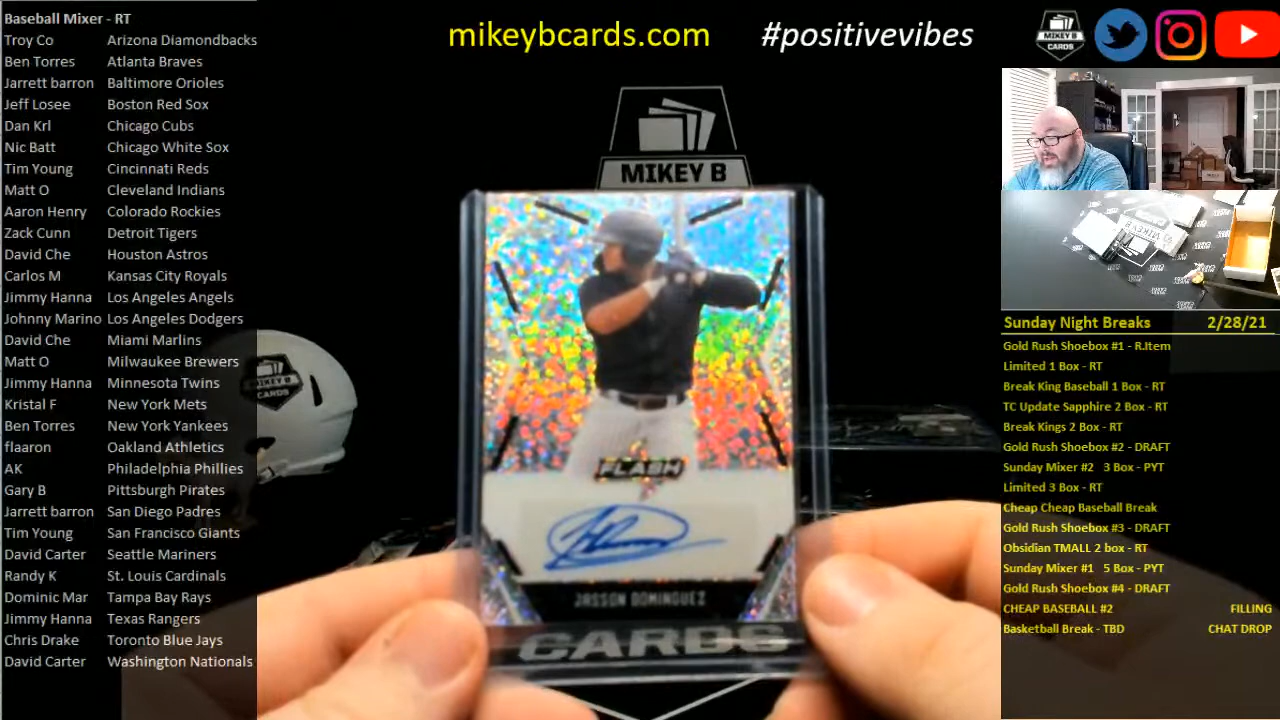 Baseball Mixer - RT
Troy Co Arizona Diamondbacks
Ben Torres Atlanta Braves
Jarrett barron Baltimore Orioles
Jeff Losee Boston Red Sox
Dan Krl Chicago Cubs
Nic Batt Chicago White Sox
Tim Young Cincinnati Reds
Matt O Cleveland Indians
Aaron Henry Colorado Rockies
Zack Cunn Detroit Tigers
David Che Houston Astros
Carlos M Kansas City Royals
Jimmy Hanna Los Angeles Angels
Johnny Marino Los Angeles Dodgers
David Che Miami Marlins
Matt O Milwaukee Brewers
Jimmy Hanna Minnesota Twins
Kristal F New York Mets
Ben Torres New York Yankees
flaaron Oakland Athletics
AK Philadelphia Phillies
Gary B Pittsburgh Pirates
Jarrett barron San Diego Padres
Tim Young San Francisco Giants
David Carter Seattle Mariners
Randy K St. Louis Cardinals
Dominic Mar Tampa Bay Rays
Jimmy Hanna Texas Rangers
Chris Drake Toronto Blue Jays
David Carter Washington Nationals
mikeybcards.com #positivevibes
MIKEY B
CARDS
MIKEY B
FLASH
JASSON DOMINGUEZ
CARDS
MIKEY B
CARDS
MIKEY B
Sunday Night Breaks 2/28/21
Gold Rush Shoebox #1 - R.Item
Limited 1 Box - RT
Break King Baseball 1 Box - RT
TC Update Sapphire 2 Box - RT
Break Kings 2 Box - RT
Gold Rush Shoebox #2 - DRAFT
Sunday Mixer #2 3 Box - PYT
Limited 3 Box - RT
Cheap Cheap Baseball Break
Gold Rush Shoebox #3 - DRAFT
Obsidian TMALL 2 box - RT
Sunday Mixer #1 5 Box - PYT
Gold Rush Shoebox #4 - DRAFT
CHEAP BASEBALL #2 FILLING
Basketball Break - TBD CHAT DROP